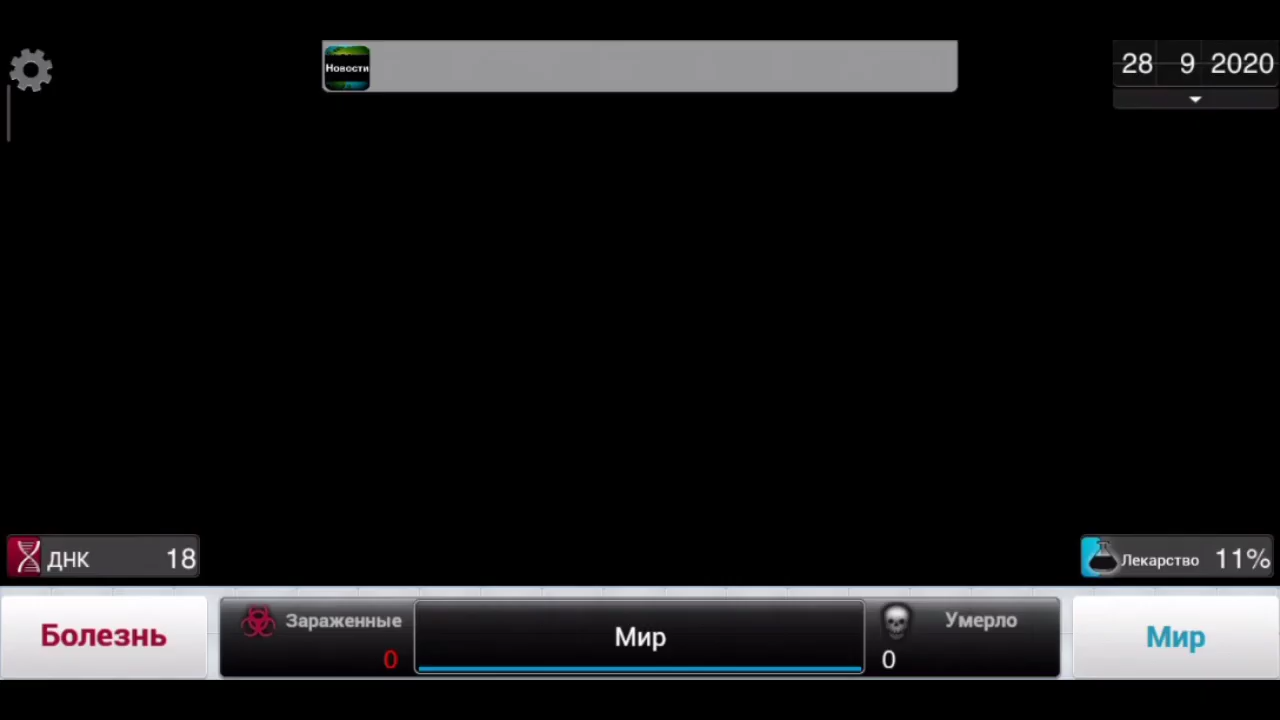 Новости
28 9 2020
ДНК 18
Лекарство 11%
Болезнь
Зараженные
0
Мир
Умерло
0
Мир